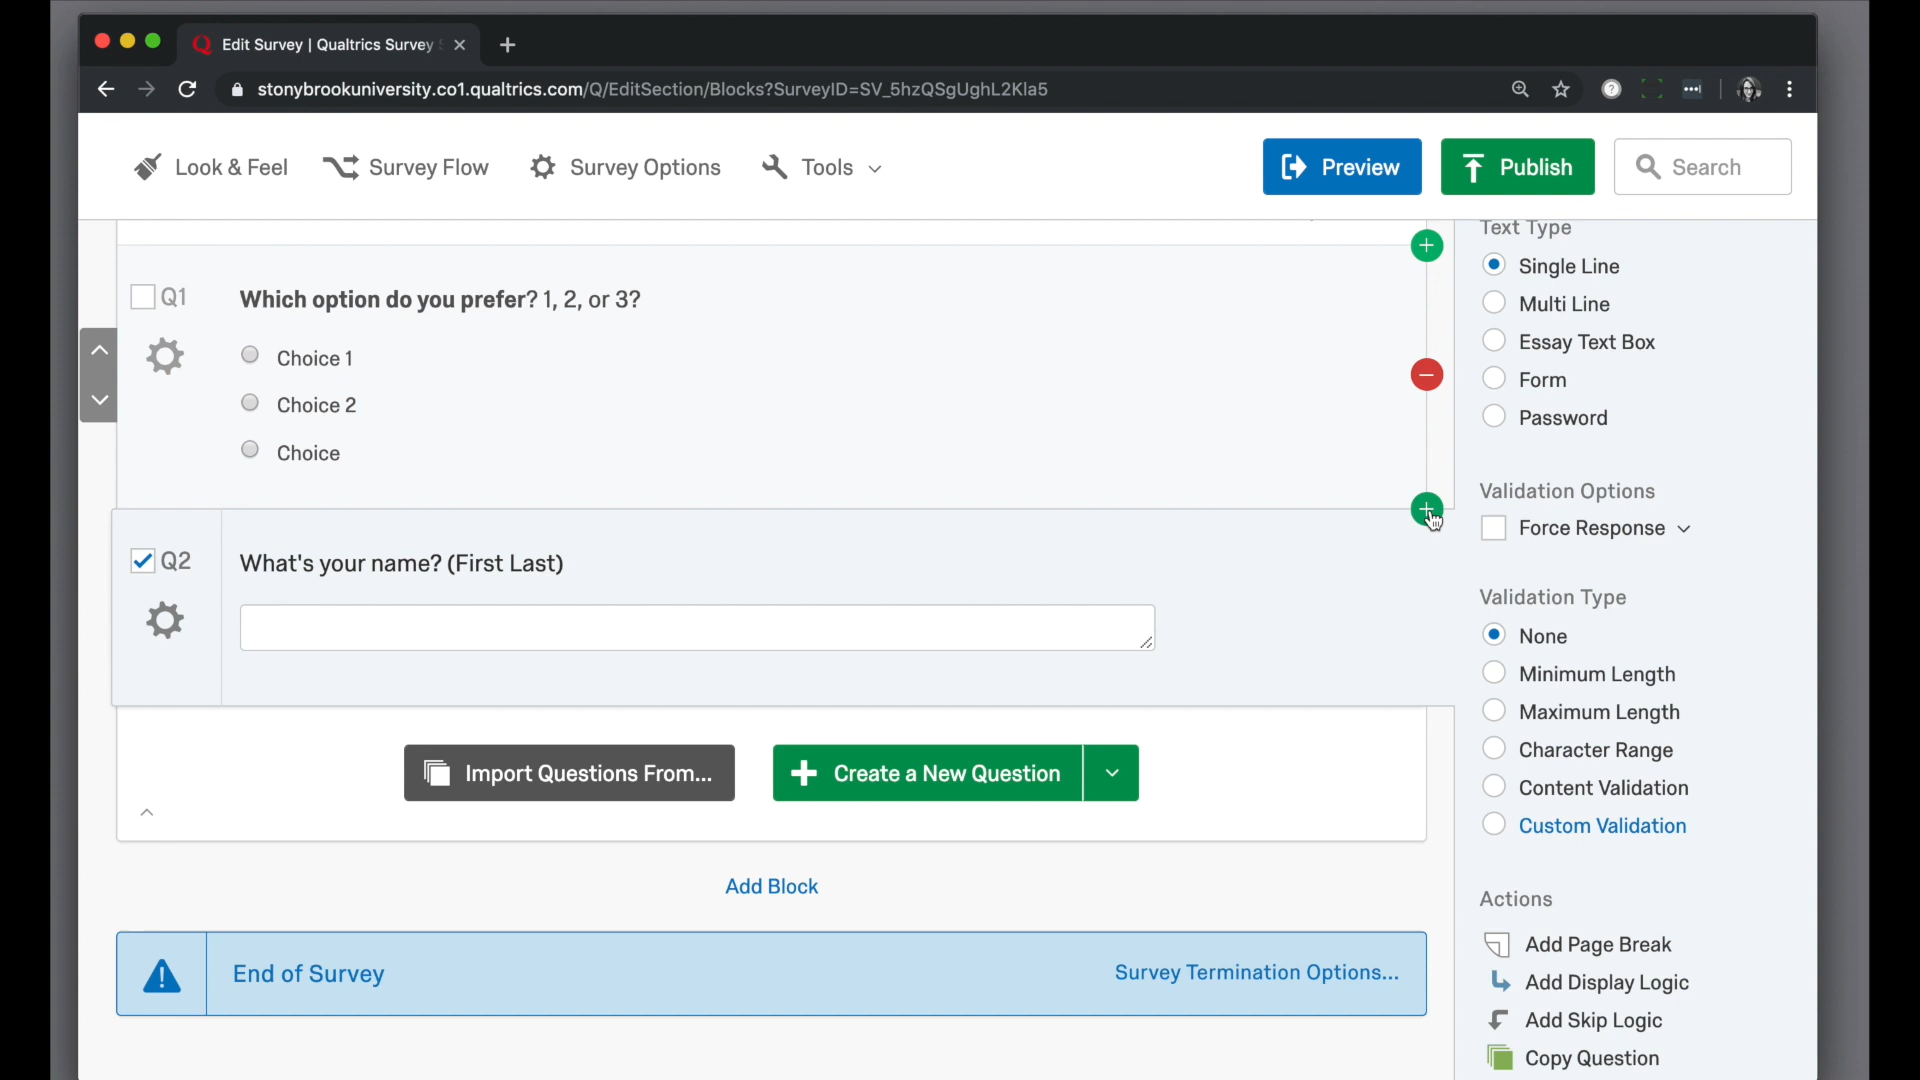 Edit Survey | Qualtrics Survey
stonybrookuniversity.co1.qualtrics.com/Q/EditSection/Blocks?SurveyID=SV_5hzQSgUghL2Kla5
Look & Feel
Survey Flow
Survey Options
Tools
Preview
Publish
Search
Q1
Which option do you prefer? 1, 2, or 3?
Choice 1
Choice 2
Choice
Q2
What's your name? (First Last)
Import Questions From...
Create a New Question
Add Block
End of Survey
Survey Termination Options...
Text Type
Single Line
Multi Line
Essay Text Box
Form
Password
Validation Options
Force Response
Validation Type
None
Minimum Length
Maximum Length
Character Range
Content Validation
Custom Validation
Actions
Add Page Break
Add Display Logic
Add Skip Logic
Copy Question